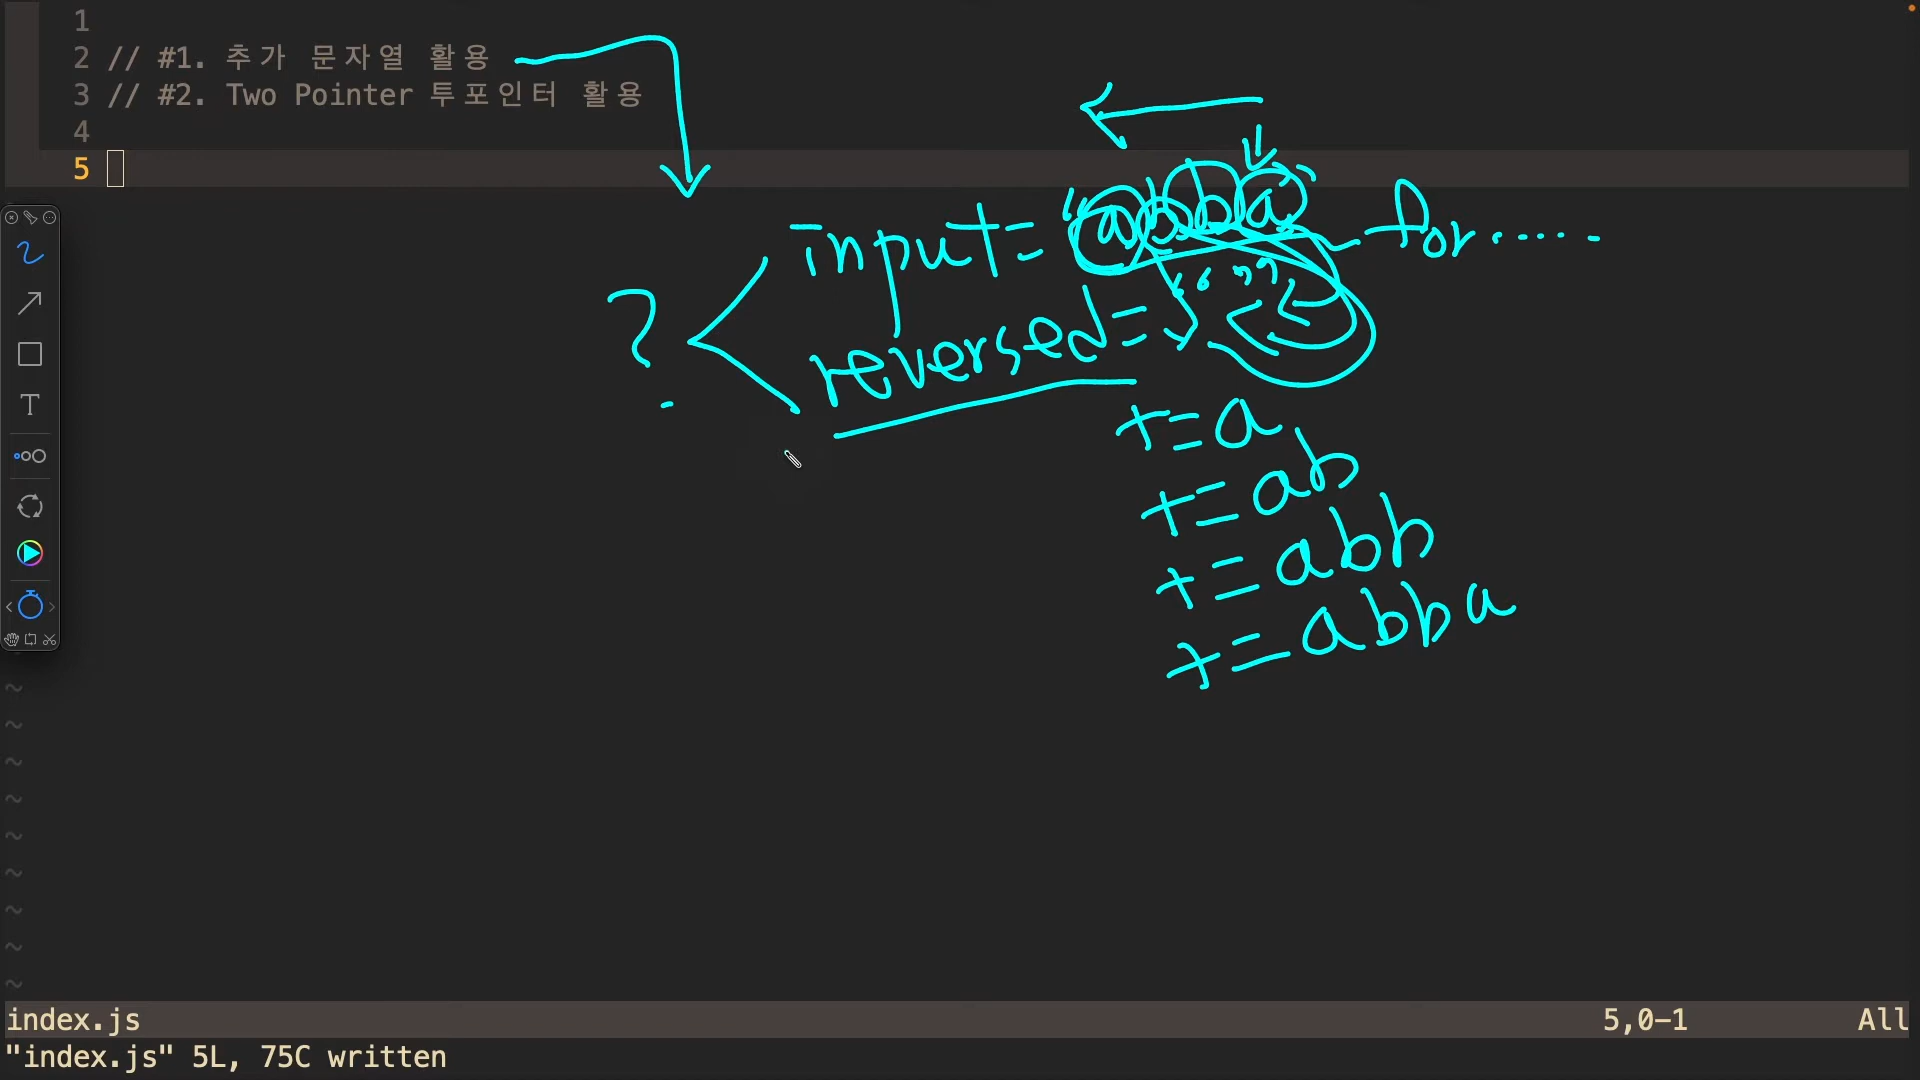 1
2 // #1. 추가 문자열 활용
3 // #2. Two Pointer 투포인터 활용
4
5
input= "abba" for.....
reversed= " "
?
+=a
+=ab
+=abb
+=abba
T
~
~
~
~
~
~
~
~
~
index.js 5,0-1 All
"index.js" 5L, 75C written